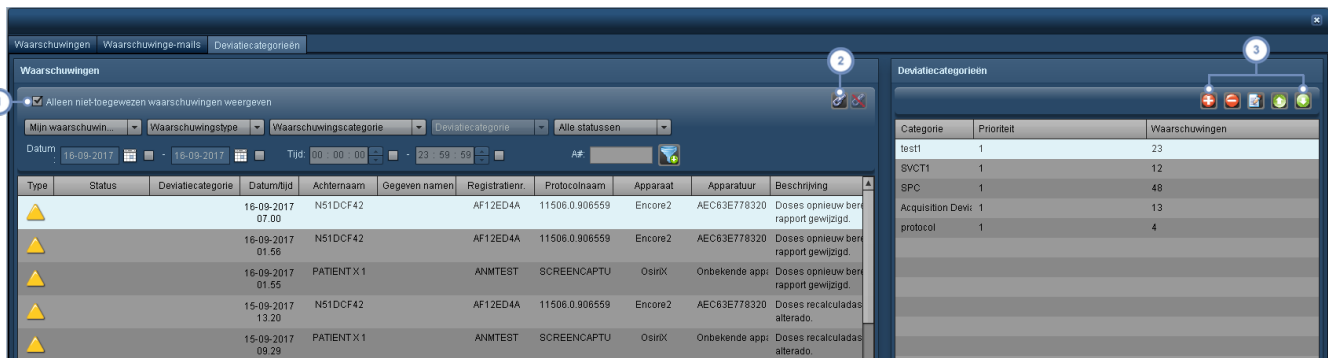 Waarschuwingen Waarschuwinge-mails Deviatiecategorieën
Waarschuwingen
2
1
Alleen niet-toegewezen waarschuwingen weergeven
Mijn waarschuwin... Waarschuwingstype Waarschuwingscategorie Deviatiecategorie Alle statussen
Datum: 16-09-2017 - 16-09-2017 Tijd: 00 : 00 : 00 - 23 : 59 : 59 A#:
Type Status Deviatiecategorie Datum/tijd Achternaam Gegeven namen Registratienr. Protocolnaam Apparaat Apparatuur Beschrijving
16-09-2017 N51DCF42 AF12ED4A 11506.0.906559 Encore2 AEC63E778320 Doses opnieuw ber
07.00 rapport gewijzigd.
16-09-2017 N51DCF42 AF12ED4A 11506.0.906559 Encore2 AEC63E778320 Doses opnieuw ber
01.56 rapport gewijzigd.
16-09-2017 PATIENT X 1 ANMTEST SCREENCAPTU OsiriX Onbekende appa Doses opnieuw ber
01.55 rapport gewijzigd.
15-09-2017 N51DCF42 AF12ED4A 11506.0.906559 Encore2 AEC63E778320 Doses recalculadas
13.20 alterado.
15-09-2017 PATIENT X 1 ANMTEST SCREENCAPTU OsiriX Onbekende appa Doses recalculadas
09.29 alterado.
Deviatiecategorieën
3
Categorie Prioriteit Waarschuwingen
test1 1 23
SVCT1 1 12
SPC 1 48
Acquisition Devia 1 13
protocol 1 4